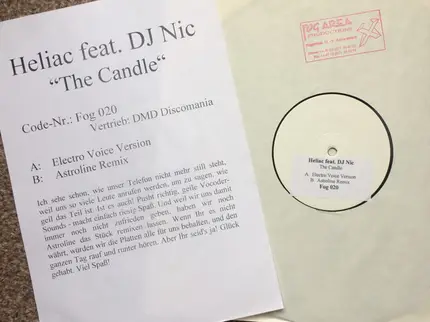 Heliac feat. DJ Nic
“The Candle“
Code-Nr.: Fog 020
Vertrieb: DMD Discomania
A: Electro Voice Version
B: Astroline Remix
Ich sehe schon, wie unser Telefon nicht mehr still steht,
weil uns so viele Leute anrufen werden, um zu sagen, wie
geil das Teil ist. Ist es auch! Pusht richtig, geile Vocoder-
Sounds - macht einfach riesig Spaß. Und weil wir uns damit
immer noch nicht zufrieden geben, haben wir noch
Astroline das Stück remixen lassen. Wenn Ihr es nicht
währt, würden wir die Platten alle für uns behalten, und den
ganzen Tag rauf und runter hören. Aber Ihr seid's ja! Glück
gehabt. Viel Spaß!
FOG AREA
Heliac feat. DJ Nic
The Candle
A: Electro Voice Version
B: Astroline Remix
Fog 020